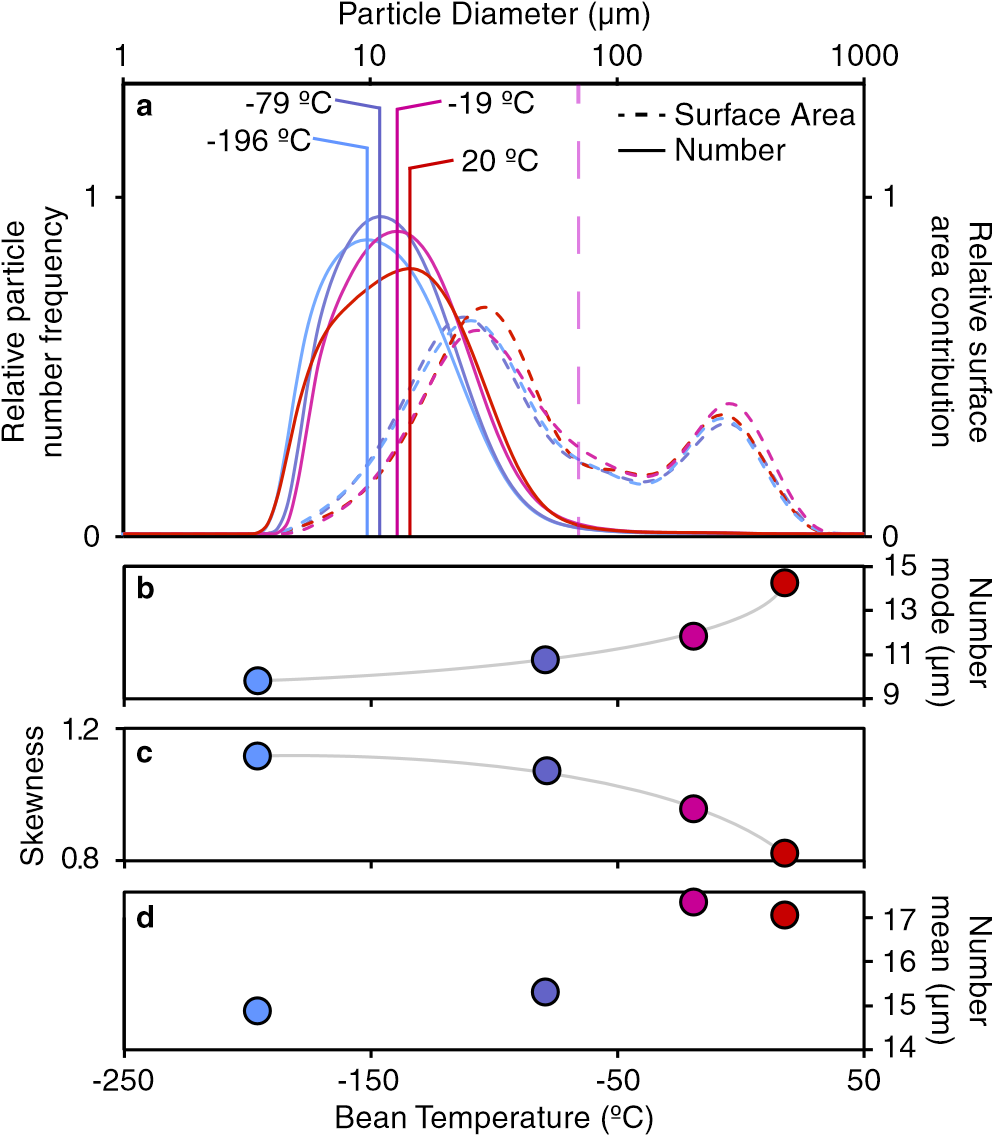 Particle Diameter (µm)
1 10 100 1000
a
-79 ºC
-19 ºC
-196 ºC
20 ºC
Surface Area
Number
Relative particle
number frequency
1
0
1
0
Relative surface
area contribution
b
15
13
11
9
Number
mode (µm)
c
Skewness
1.2
0.8
d
17
16
15
14
Number
mean (µm)
-250 -150 -50 50
Bean Temperature (ºC)